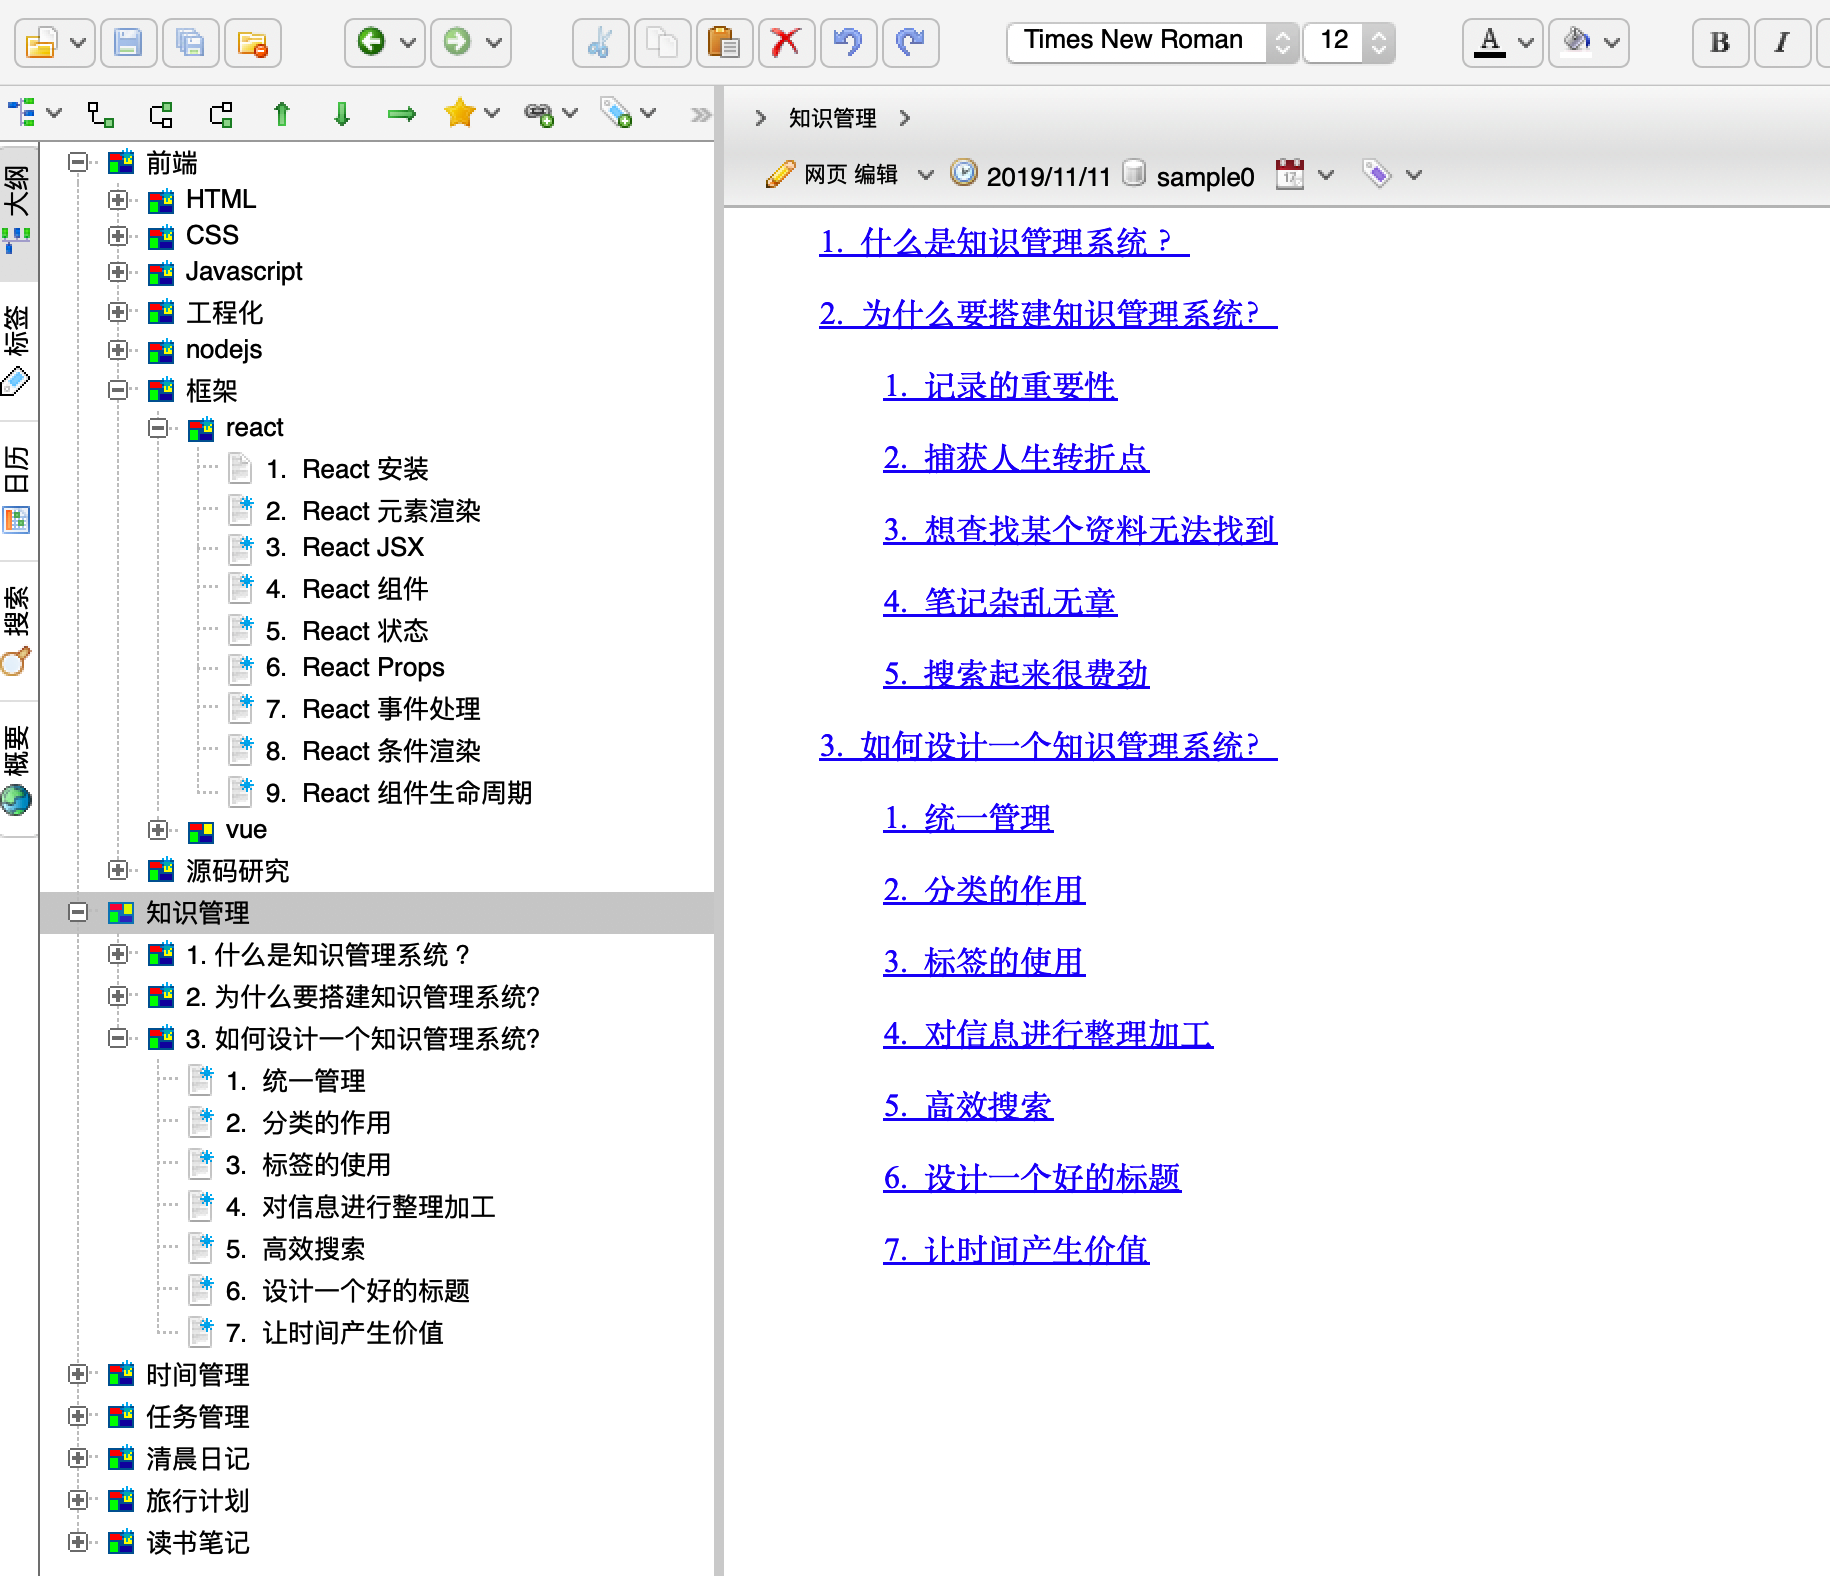 Times New Roman
12
A
B
I
大纲
标签
日历
搜索
概要
前端
HTML
CSS
Javascript
工程化
nodejs
框架
react
1. React 安装
2. React 元素渲染
3. React JSX
4. React 组件
5. React 状态
6. React Props
7. React 事件处理
8. React 条件渲染
9. React 组件生命周期
vue
源码研究
知识管理
1. 什么是知识管理系统？
2. 为什么要搭建知识管理系统?
3. 如何设计一个知识管理系统?
1. 统一管理
2. 分类的作用
3. 标签的使用
4. 对信息进行整理加工
5. 高效搜索
6. 设计一个好的标题
7. 让时间产生价值
时间管理
任务管理
清晨日记
旅行计划
读书笔记
知识管理
网页 编辑 2019/11/11 sample0
1. 什么是知识管理系统？
2. 为什么要搭建知识管理系统?
1. 记录的重要性
2. 捕获人生转折点
3. 想查找某个资料无法找到
4. 笔记杂乱无章
5. 搜索起来很费劲
3. 如何设计一个知识管理系统?
1. 统一管理
2. 分类的作用
3. 标签的使用
4. 对信息进行整理加工
5. 高效搜索
6. 设计一个好的标题
7. 让时间产生价值